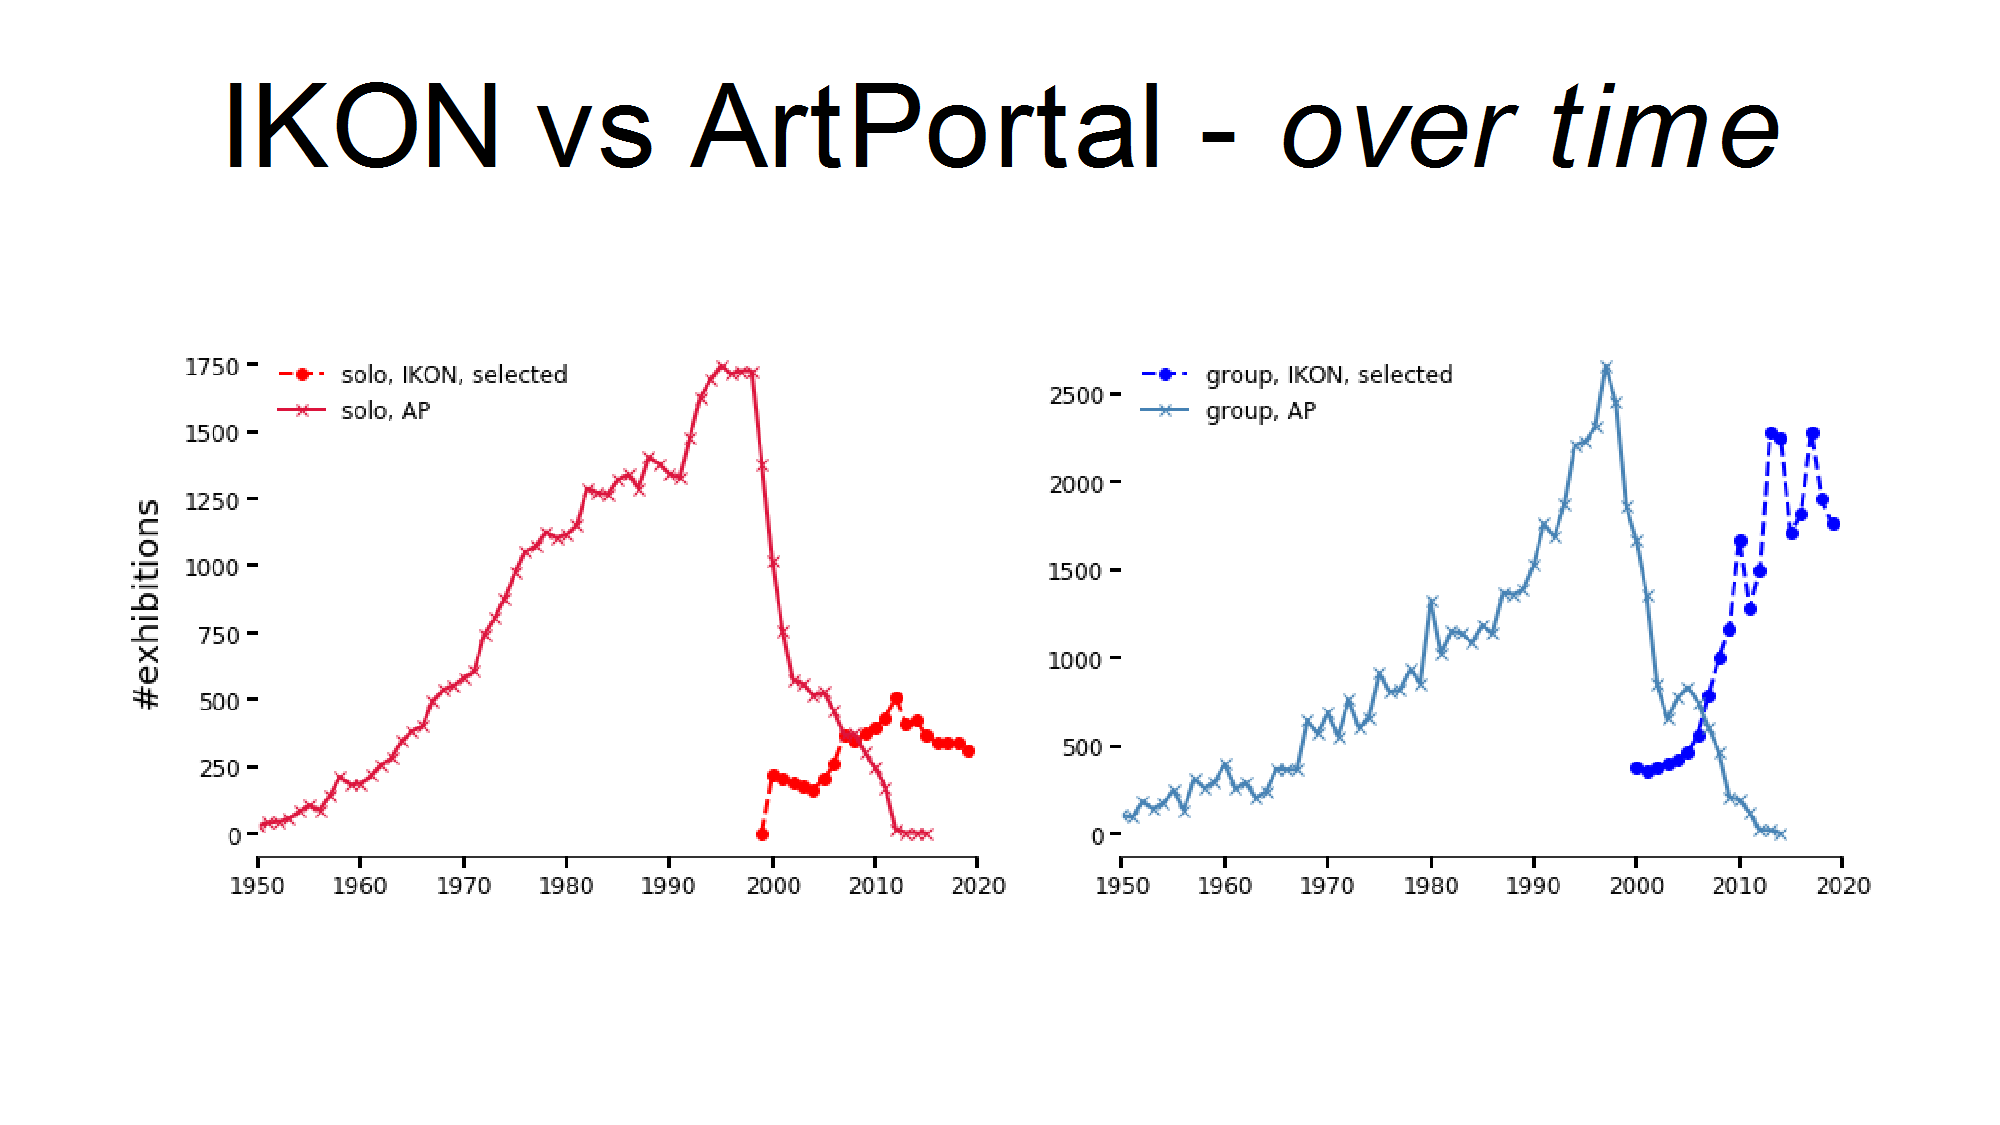 IKON vs ArtPortal - over time
#exhibitions
1750
1500
1250
1000
750
500
250
0
solo, IKON, selected
solo, AP
1950 1960 1970 1980 1990 2000 2010 2020
2500
2000
1500
1000
500
0
group, IKON, selected
group, AP
1950 1960 1970 1980 1990 2000 2010 2020